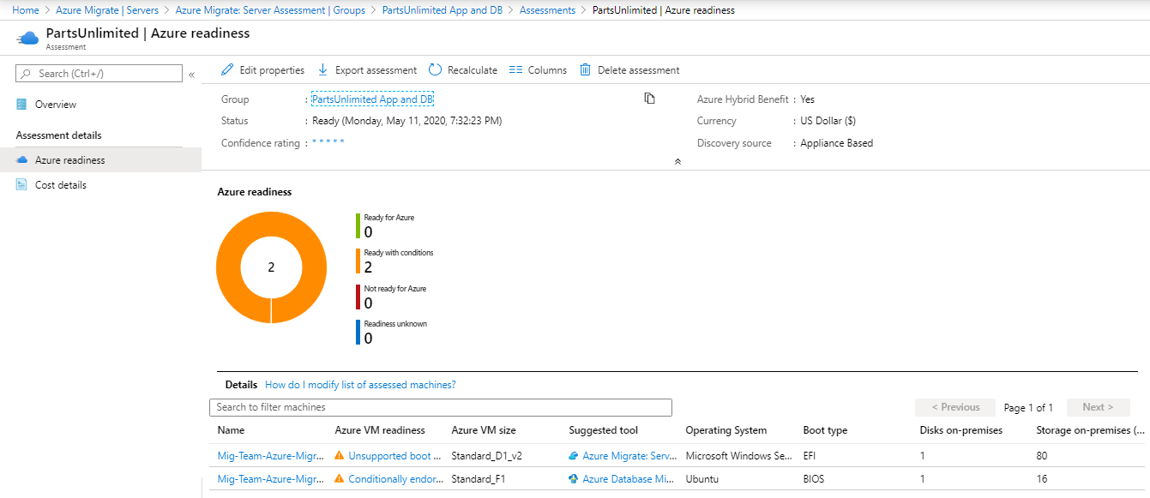 Home > Azure Migrate | Servers > Azure Migrate: Server Assessment | Groups > PartsUnlimited App and DB > Assessments > PartsUnlimited | Azure readiness
PartsUnlimited | Azure readiness
Assessment
Search (Ctrl+/) «
Overview
Assessment details
Azure readiness
Cost details
Edit properties Export assessment Recalculate Columns Delete assessment
Group : PartsUnlimited App and DB Azure Hybrid Benefit : Yes
Status : Ready (Monday, May 11, 2020, 7:32:23 PM) Currency : US Dollar ($)
Confidence rating : * * * * * Discovery source : Appliance Based
Azure readiness
2
Ready for Azure
0
Ready with conditions
2
Not ready for Azure
0
Readiness unknown
0
Details How do I modify list of assessed machines?
Search to filter machines < Previous Page 1 of 1 Next >
Name Azure VM readiness Azure VM size Suggested tool Operating System Boot type Disks on-premises Storage on-premises (...
Mig-Team-Azure-Migr... Unsupported boot ... Standard_D1_v2 Azure Migrate: Serv... Microsoft Windows Se... EFI 1 80
Mig-Team-Azure-Migr... Conditionally endor... Standard_F1 Azure Database Mi... Ubuntu BIOS 1 16